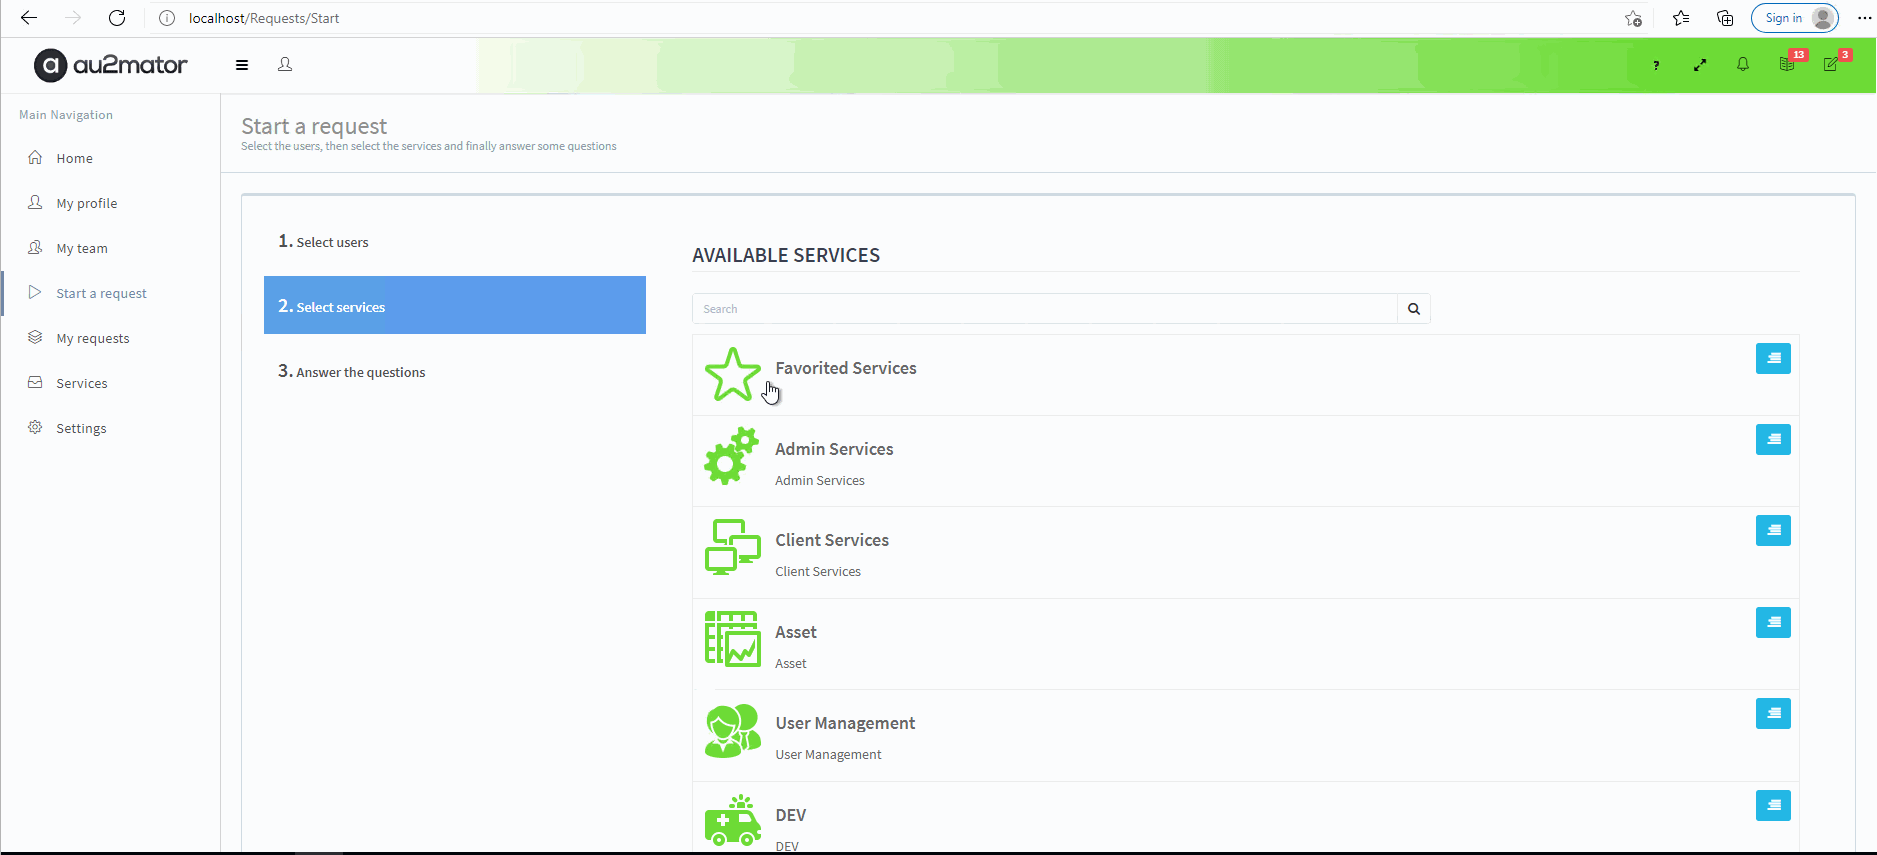 localhost/Requests/Start
Sign in
au2mator
?
13
3
Main Navigation
Home
My profile
My team
Start a request
My requests
Services
Settings
Start a request
Select the users, then select the services and finally answer some questions
1. Select users
2. Select services
3. Answer the questions
AVAILABLE SERVICES
Search
Favorited Services
Admin Services
Admin Services
Client Services
Client Services
Asset
Asset
User Management
User Management
DEV
DEV